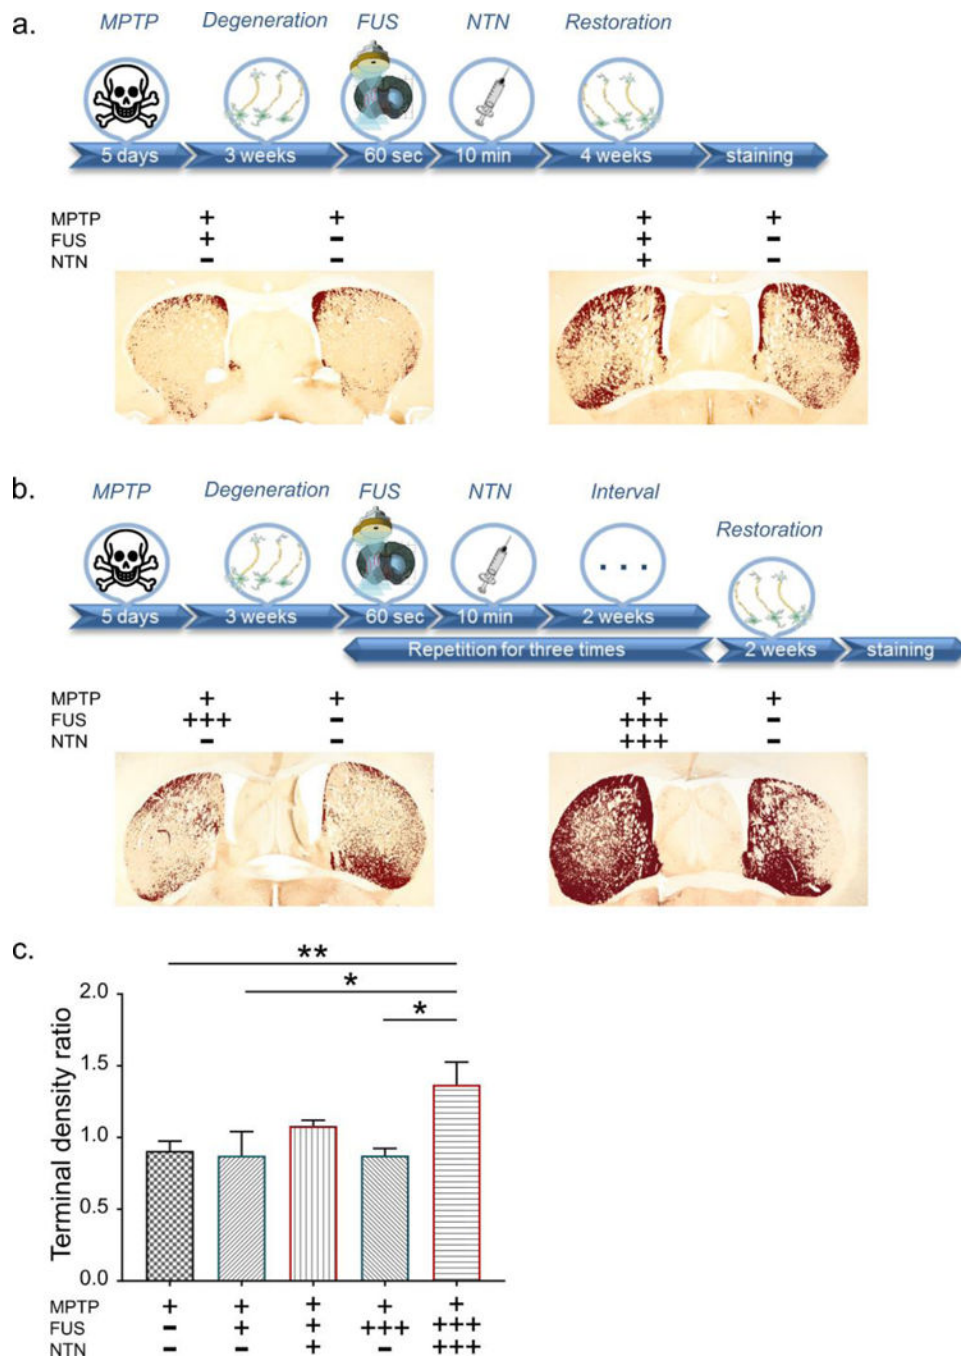 a.
MPTP Degeneration FUS NTN Restoration
5 days 3 weeks 60 sec 10 min 4 weeks staining
MPTP + + + +
FUS + - + -
NTN - - + -
b.
MPTP Degeneration FUS NTN Interval
Restoration
...
5 days 3 weeks 60 sec 10 min 2 weeks
Repetition for three times 2 weeks staining
MPTP + + + +
FUS +++ - +++ -
NTN - - +++ -
c.
**
*
*
2.0
1.5
1.0
0.5
0.0
Terminal density ratio
MPTP + + + + +
FUS - + + +++ +++
NTN - - + - +++